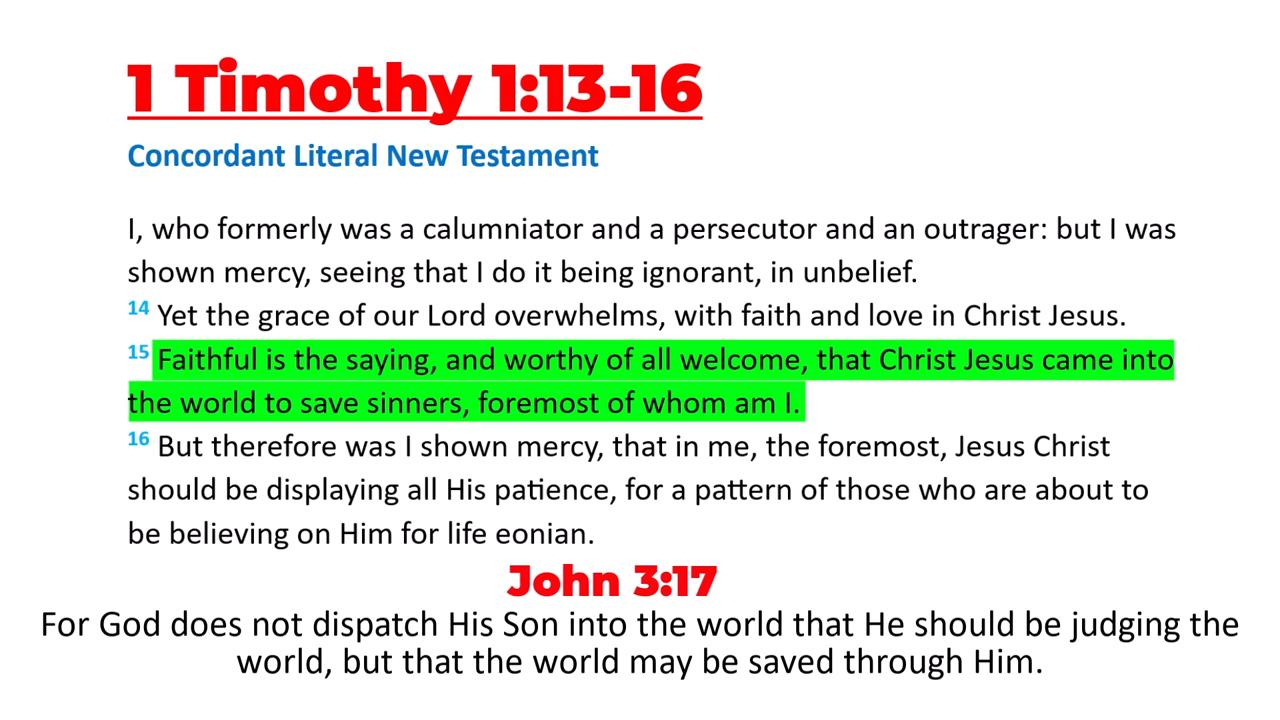 1 Timothy 1:13-16
Concordant Literal New Testament
I, who formerly was a calumniator and a persecutor and an outrager: but I was
shown mercy, seeing that I do it being ignorant, in unbelief.
14 Yet the grace of our Lord overwhelms, with faith and love in Christ Jesus.
15 Faithful is the saying, and worthy of all welcome, that Christ Jesus came into
the world to save sinners, foremost of whom am I.
16 But therefore was I shown mercy, that in me, the foremost, Jesus Christ
should be displaying all His patience, for a pattern of those who are about to
be believing on Him for life eonian.
John 3:17
For God does not dispatch His Son into the world that He should be judging the
world, but that the world may be saved through Him.